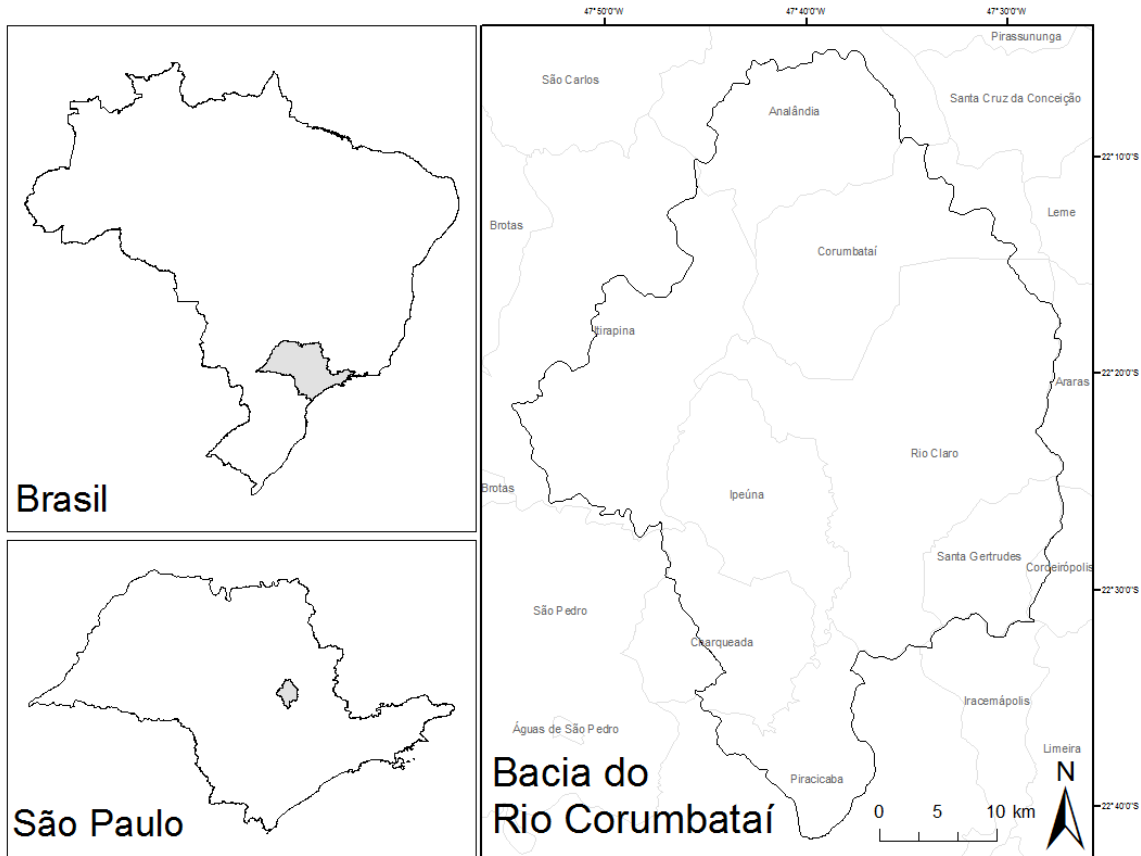 Brasil
São Paulo
47°50'0"W
47°40'0"W
47°30'0"W
Pirassununga
São Carlos
Santa Cruz da Conceição
Analândia
22°10'0"S
Leme
Brotas
Corumbataí
Itirapina
22°20'0"S
Araras
Rio Claro
Brotas
Ipeúna
Santa Gertrudes
Cordeirópolis
22°30'0"S
São Pedro
Charqueada
Iracemápolis
Águas de São Pedro
Limeira
Piracicaba
Bacia do
Rio Corumbataí
N
0 5 10 km
22°40'0"S